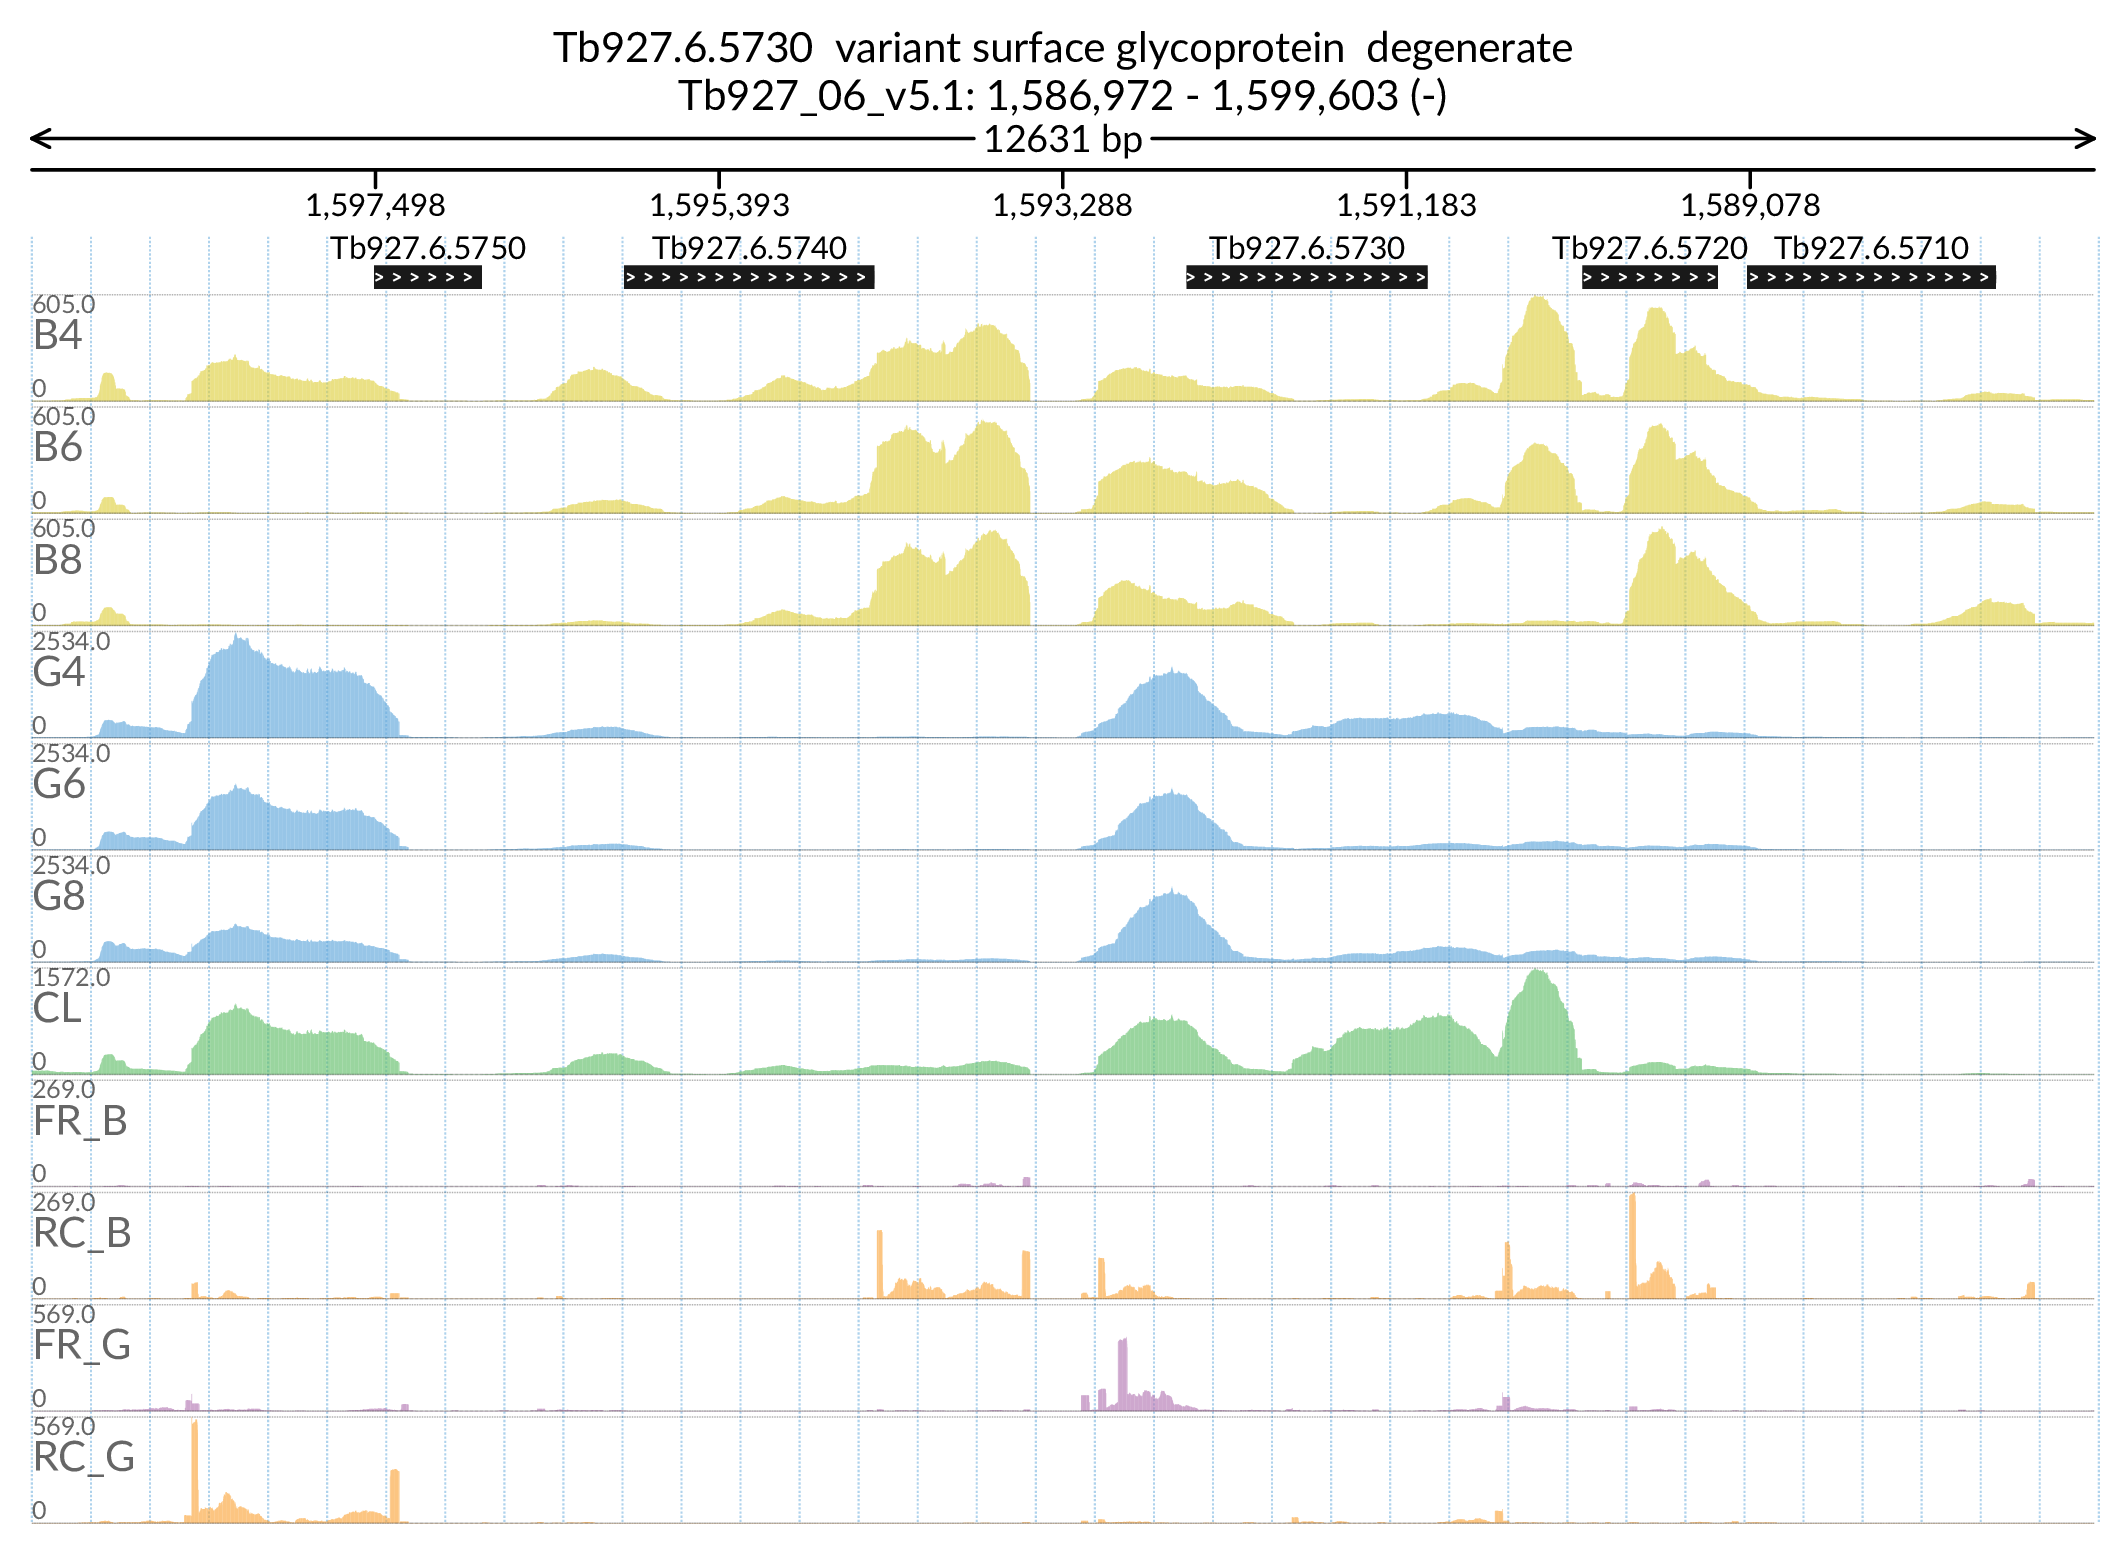 Tb927.6.5730  variant surface glycoprotein  degenerate
Tb927_06_v5.1: 1,586,972 - 1,599,603 (-)
12631 bp
1,597,498 1,595,393 1,593,288 1,591,183 1,589,078
Tb927.6.5750 Tb927.6.5740 Tb927.6.5730 Tb927.6.5720 Tb927.6.5710
605.0
B4
0
605.0
B6
0
605.0
B8
0
2534.0
G4
0
2534.0
G6
0
2534.0
G8
0
1572.0
CL
0
269.0
FR_B
0
269.0
RC_B
0
569.0
FR_G
0
569.0
RC_G
0